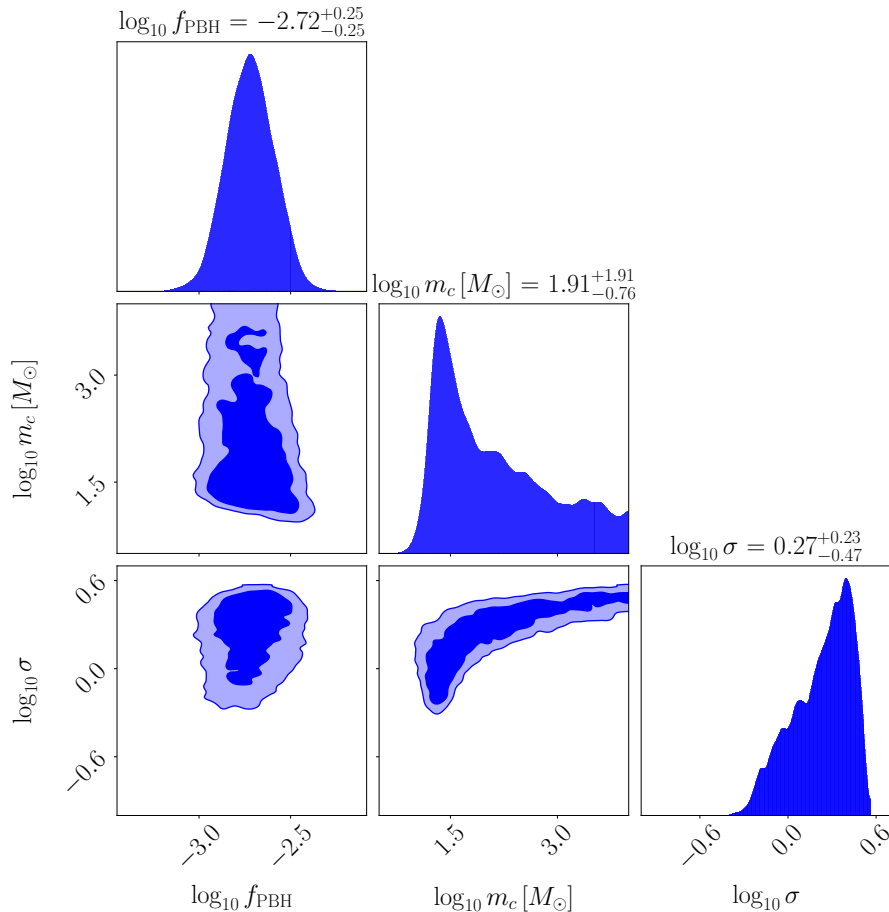 log₁₀ f_PBH = −2.72^{+0.25}_{−0.25}
log₁₀ m_c [M_⊙] = 1.91^{+1.91}_{−0.76}
log₁₀ m_c [M_⊙]
3.0
1.5
log₁₀ σ = 0.27^{+0.23}_{−0.47}
log₁₀ σ
0.6
0.0
−0.6
−3.0 −2.5 1.5 3.0 −0.6 0.0 0.6
log₁₀ f_PBH log₁₀ m_c [M_⊙] log₁₀ σ